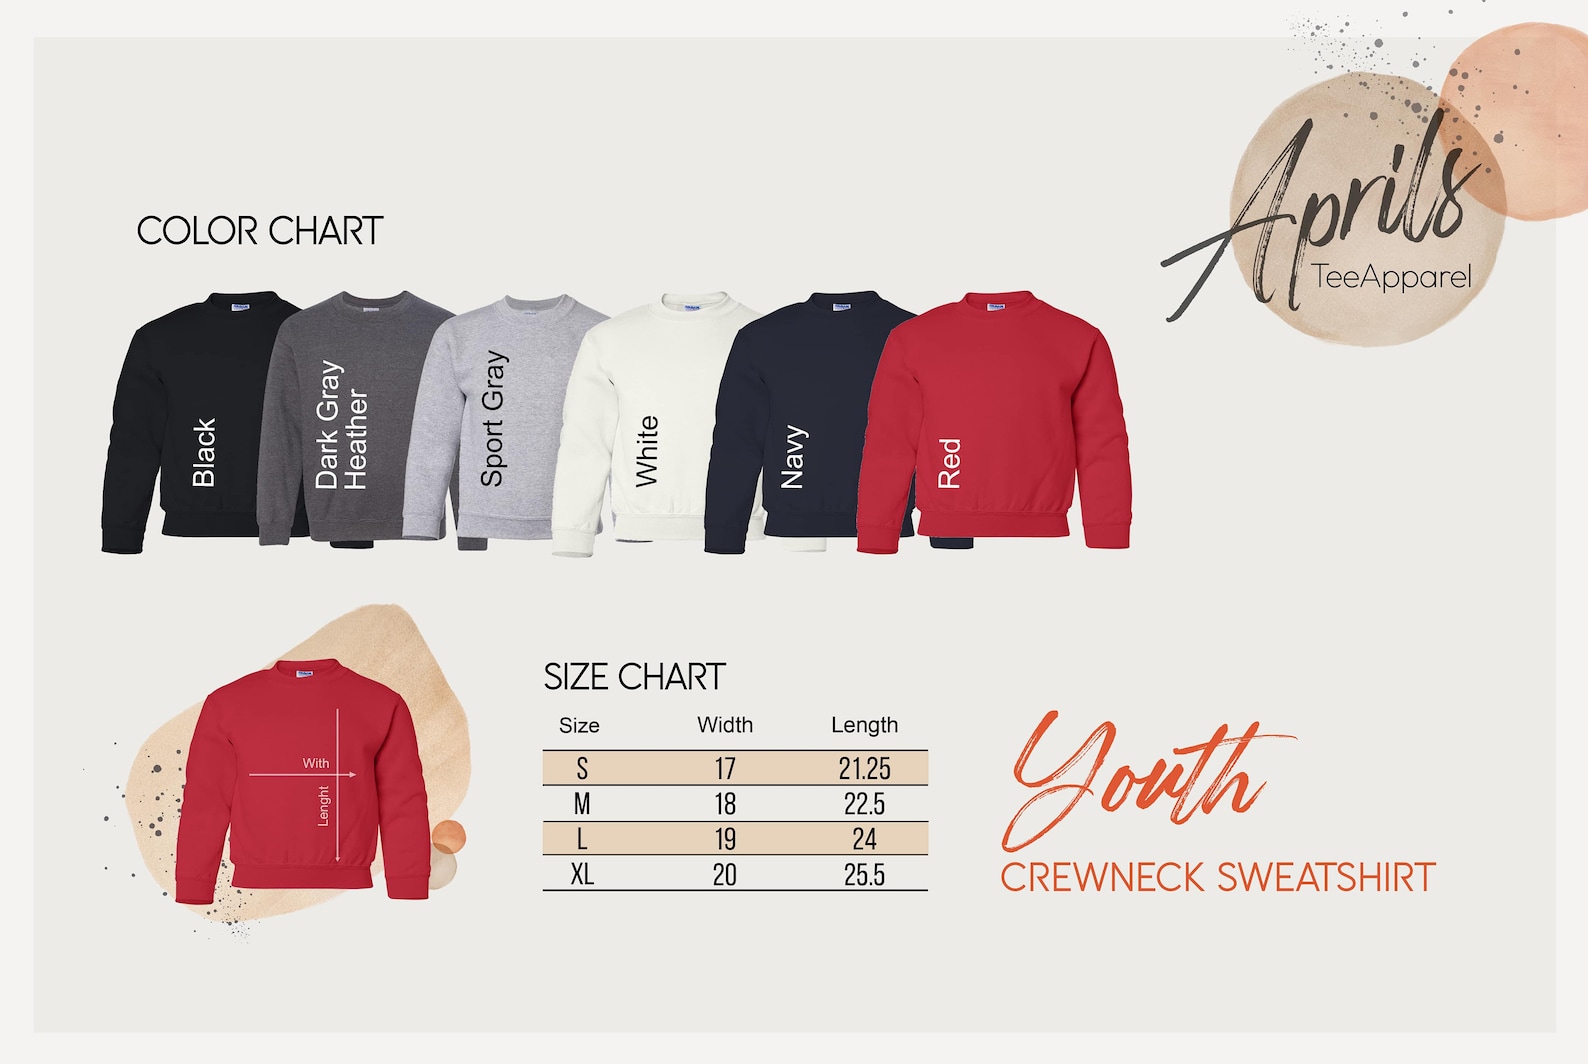 Aprils
TeeApparel
COLOR CHART
Black
Dark Gray
Heather
Sport Gray
White
Navy
Red
With
Lenght
SIZE CHART
Size Width Length
S 17 21.25
M 18 22.5
L 19 24
XL 20 25.5
Youth
CREWNECK SWEATSHIRT